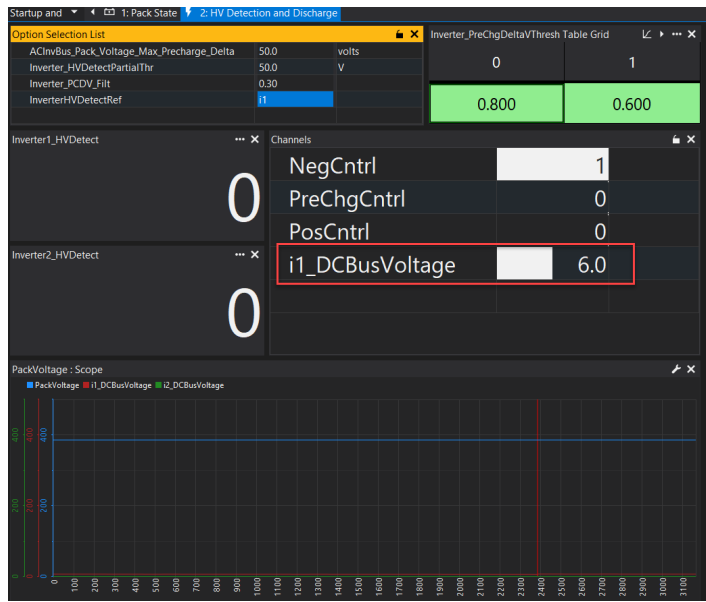 Startup and 1: Pack State 2: HV Detection and Discharge
Option Selection List
ACInvBus_Pack_Voltage_Max_Precharge_Delta 50.0 volts
Inverter_HVDetectPartialThr 50.0 V
Inverter_PCDV_Filt 0.30
InverterHVDetectRef i1
Inverter_PreChgDeltaVThresh Table Grid
0 1
0.800 0.600
Inverter1_HVDetect
0
Inverter2_HVDetect
0
Channels
NegCntrl 1
PreChgCntrl 0
PosCntrl 0
i1_DCBusVoltage 6.0
PackVoltage : Scope
PackVoltage i1_DCBusVoltage i2_DCBusVoltage
400 400 400
200 200 200
0 0 0
0 100 200 300 400 500 600 700 800 900 1000 1100 1200 1300 1400 1500 1600 1700 1800 1900 2000 2100 2200 2300 2400 2500 2600 2700 2800 2900 3000 3100